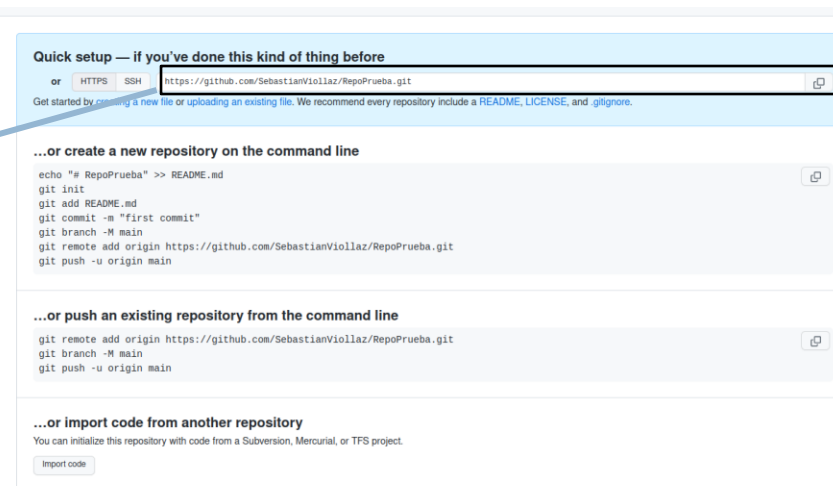 Quick setup — if you've done this kind of thing before
or HTTPS SSH https://github.com/SebastianViollaz/RepoPrueba.git
Get started by creating a new file or uploading an existing file. We recommend every repository include a README, LICENSE, and .gitignore.
…or create a new repository on the command line
echo "# RepoPrueba" >> README.md
git init
git add README.md
git commit -m "first commit"
git branch -M main
git remote add origin https://github.com/SebastianViollaz/RepoPrueba.git
git push -u origin main
…or push an existing repository from the command line
git remote add origin https://github.com/SebastianViollaz/RepoPrueba.git
git branch -M main
git push -u origin main
…or import code from another repository
You can initialize this repository with code from a Subversion, Mercurial, or TFS project.
Import code